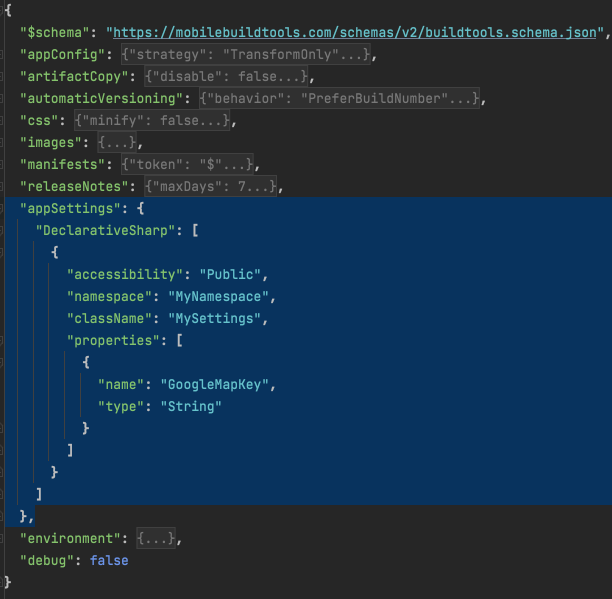 {
"$schema": "https://mobilebuildtools.com/schemas/v2/buildtools.schema.json",
"appConfig": {"strategy": "TransformOnly"...},
"artifactCopy": {"disable": false...},
"automaticVersioning": {"behavior": "PreferBuildNumber"...},
"css": {"minify": false...},
"images": {...},
"manifests": {"token": "$"...},
"releaseNotes": {"maxDays": 7...},
"appSettings": {
"DeclarativeSharp": [
{
"accessibility": "Public",
"namespace": "MyNamespace",
"className": "MySettings",
"properties": [
{
"name": "GoogleMapKey",
"type": "String"
}
]
}
]
},
"environment": {...},
"debug": false
}